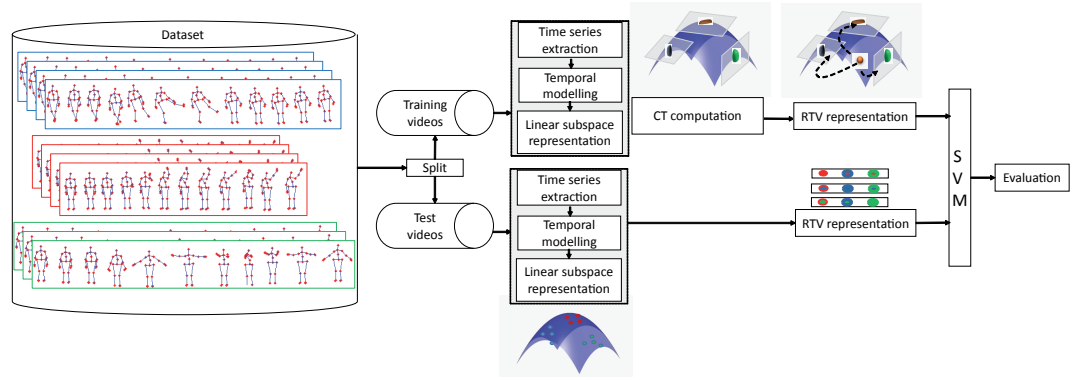 Dataset
Training
videos
Split
Test
videos
Time series
extraction
Temporal
modelling
Linear subspace
representation
CT computation
RTV representation
Time series
extraction
Temporal
modelling
Linear subspace
representation
RTV representation
S
V
M
Evaluation